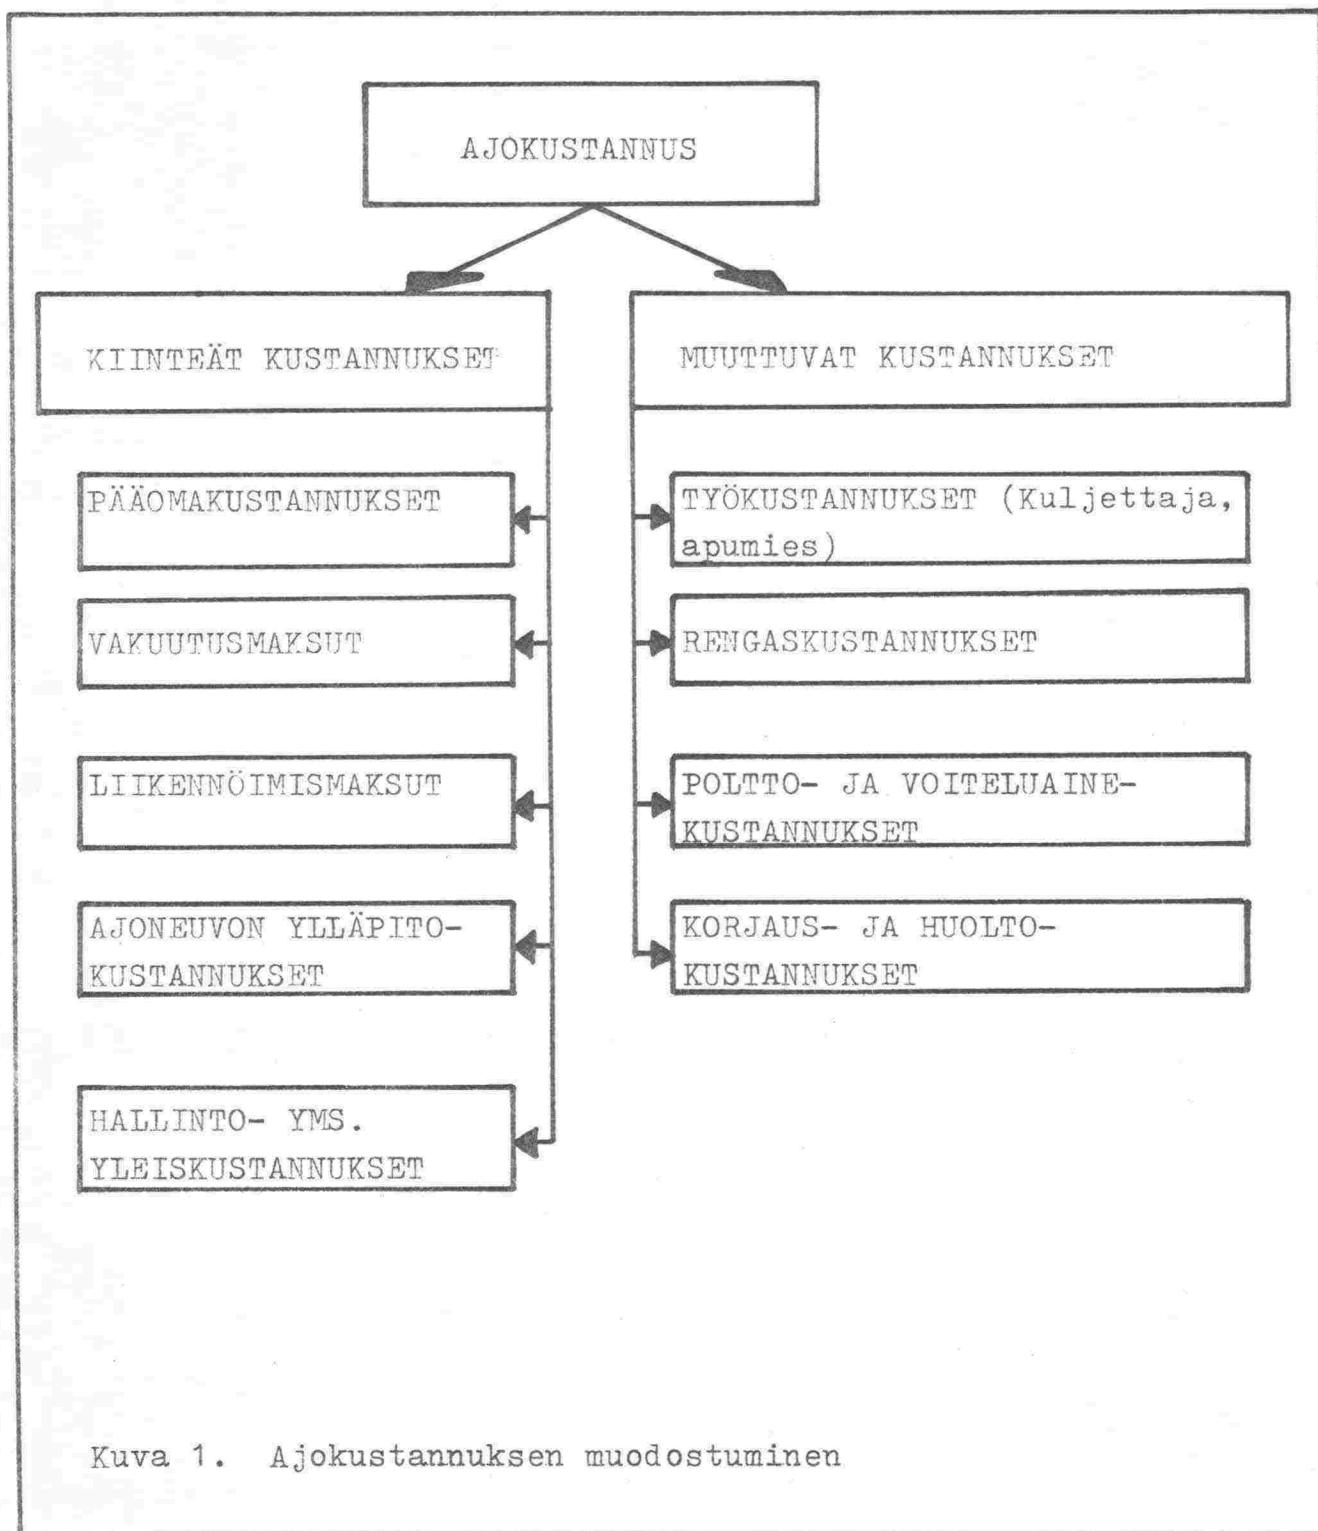 AJOKUSTANNUS
KIINTEÄT KUSTANNUKSET
PÄÄOMAKUSTANNUKSET
VAKUUTUSMAKSUT
LIIKENNÖIMISMAKSUT
AJONEUVON YLLÄPITO-
KUSTANNUKSET
HALLINTO- YMS.
YLEISKUSTANNUKSET
MUUTTUVAT KUSTANNUKSET
TYÖKUSTANNUKSET (Kuljettaja,
apumies)
RENGASKUSTANNUKSET
POLTTO- JA VOITELUAINE-
KUSTANNUKSET
KORJAUS- JA HUOLTO-
KUSTANNUKSET
Kuva 1. Ajokustannuksen muodostuminen